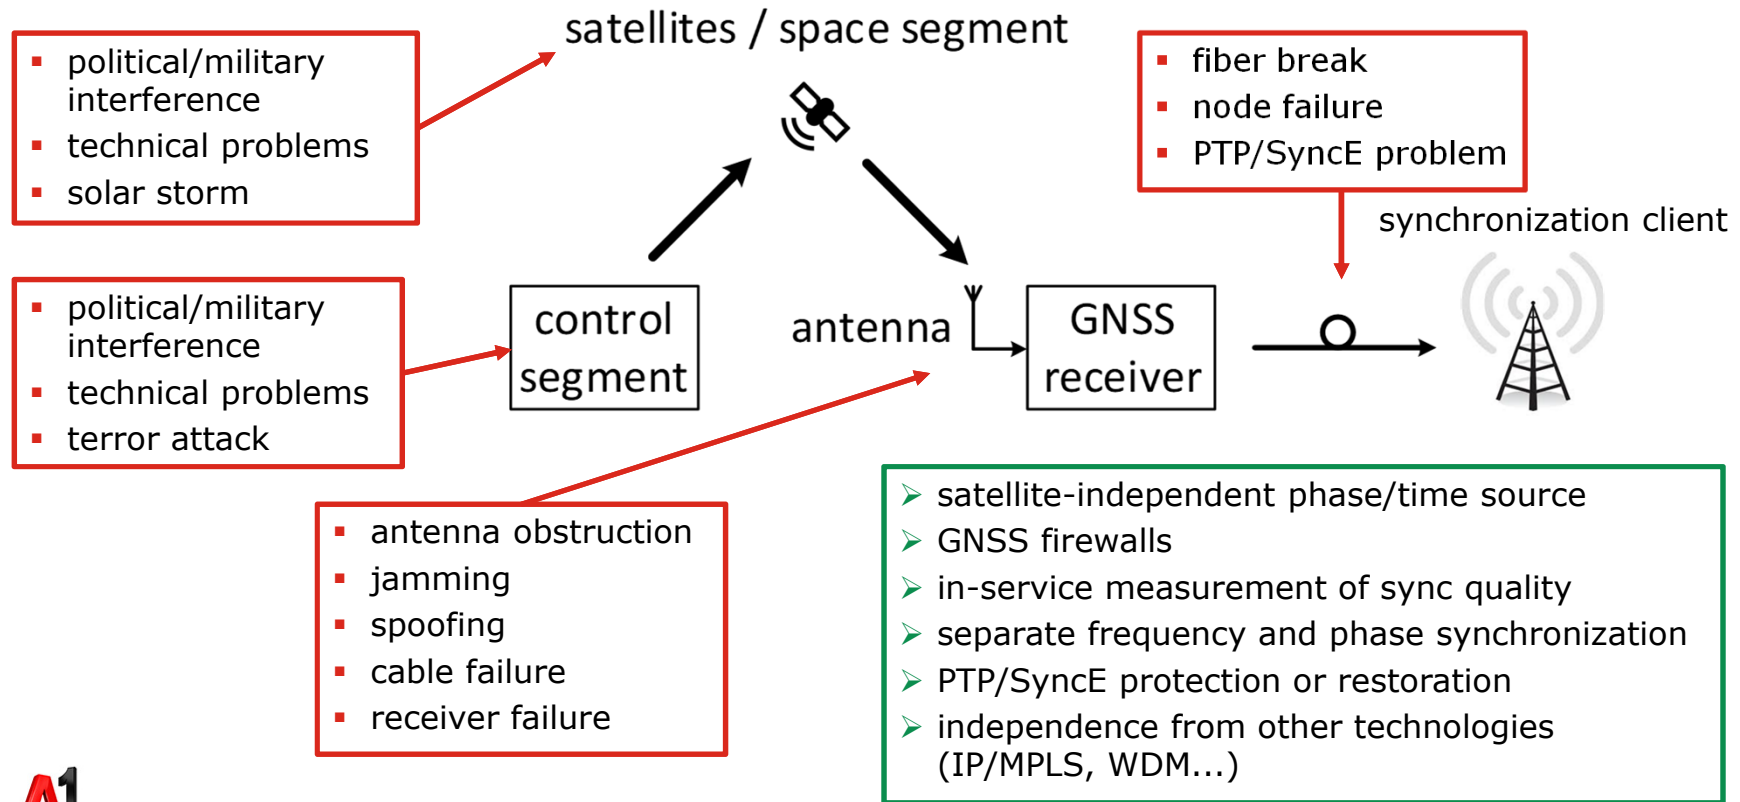 satellites / space segment
▪ political/military
interference
▪ technical problems
▪ solar storm
▪ fiber break
▪ node failure
▪ PTP/SyncE problem
synchronization client
▪ political/military
interference
▪ technical problems
▪ terror attack
control
segment
antenna
GNSS
receiver
▪ antenna obstruction
▪ jamming
▪ spoofing
▪ cable failure
▪ receiver failure
➢ satellite-independent phase/time source
➢ GNSS firewalls
➢ in-service measurement of sync quality
➢ separate frequency and phase synchronization
➢ PTP/SyncE protection or restoration
➢ independence from other technologies
(IP/MPLS, WDM...)
A1